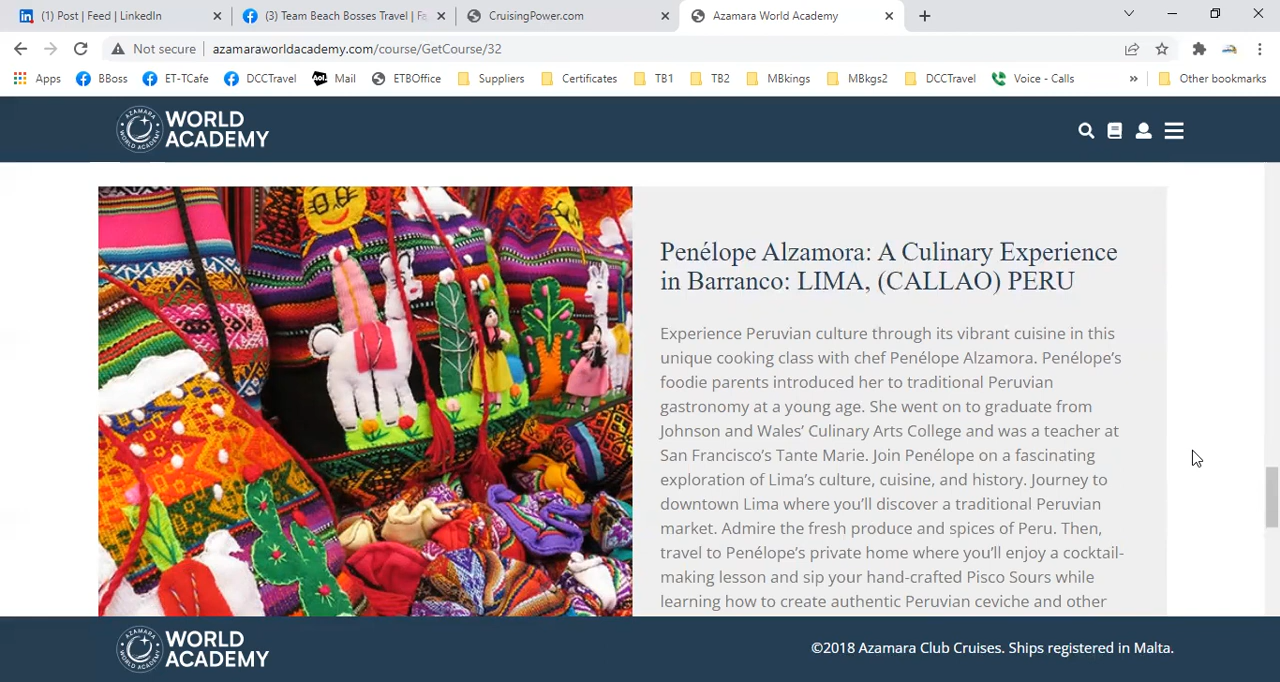 (1) Post | Feed | LinkedIn
(3) Team Beach Bosses Travel | Fa
CruisingPower.com
Azamara World Academy
Not secure
azamaraworldacademy.com/course/GetCourse/32
Apps
BBoss
ET-TCafe
DCCTravel
Aol.
Mail
ETBOffice
Suppliers
Certificates
TB1
TB2
MBkings
MBkgs2
DCCTravel
Voice - Calls
»
Other bookmarks
AZAMARA WORLD ACADEMY
WORLD
ACADEMY
Penélope Alzamora: A Culinary Experience
in Barranco: LIMA, (CALLAO) PERU
Experience Peruvian culture through its vibrant cuisine in this
unique cooking class with chef Penélope Alzamora. Penélope's
foodie parents introduced her to traditional Peruvian
gastronomy at a young age. She went on to graduate from
Johnson and Wales' Culinary Arts College and was a teacher at
San Francisco's Tante Marie. Join Penélope on a fascinating
exploration of Lima's culture, cuisine, and history. Journey to
downtown Lima where you'll discover a traditional Peruvian
market. Admire the fresh produce and spices of Peru. Then,
travel to Penélope's private home where you'll enjoy a cocktail-
making lesson and sip your hand-crafted Pisco Sours while
learning how to create authentic Peruvian ceviche and other
AZAMARA WORLD ACADEMY
WORLD
ACADEMY
©2018 Azamara Club Cruises. Ships registered in Malta.